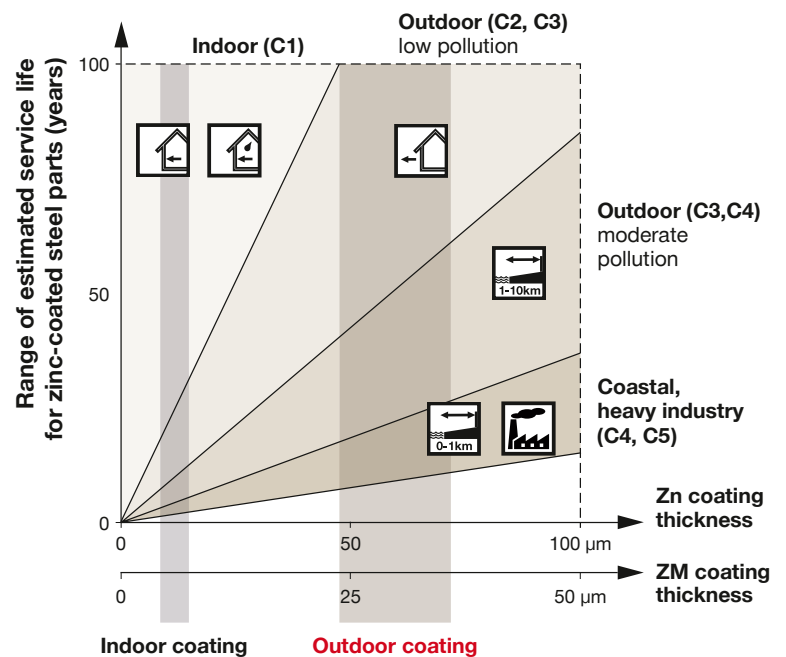 Range of estimated service life
for zinc-coated steel parts (years)
Indoor (C1)
Outdoor (C2, C3)
low pollution
100
50
0
1-10km
0-1km
Outdoor (C3,C4)
moderate
pollution
Coastal,
heavy industry
(C4, C5)
0
50
100 µm
Zn coating
thickness
0
25
50 µm
ZM coating
thickness
Indoor coating
Outdoor coating